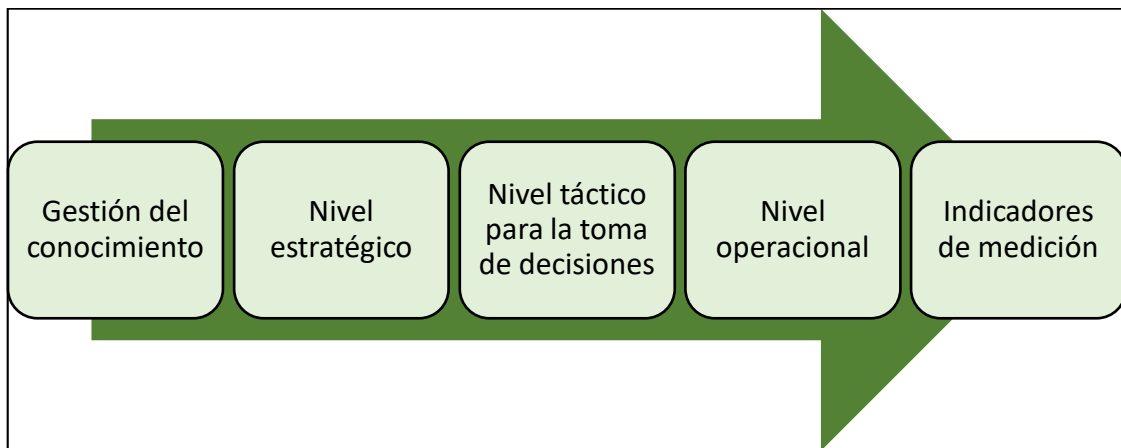 Gestión del
conocimiento
Nivel
estratégico
Nivel táctico
para la toma
de decisiones
Nivel
operacional
Indicadores
de medición